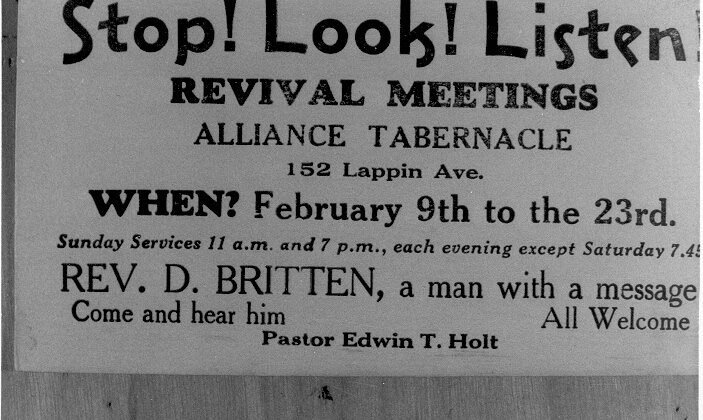 Stop! Look! Listen!
REVIVAL MEETINGS
ALLIANCE TABERNACLE
152 Lappin Ave.
WHEN? February 9th to the 23rd.
Sunday Services 11 a.m. and 7 p.m., each evening except Saturday 7.45
REV. D. BRITTEN, a man with a message
Come and hear him All Welcome
Pastor Edwin T. Holt